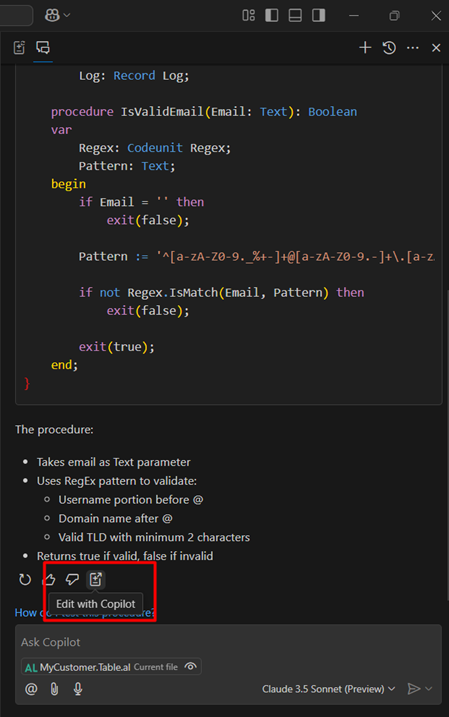 Log: Record Log;
procedure IsValidEmail(Email: Text): Boolean
var
Regex: Codeunit Regex;
Pattern: Text;
begin
if Email = '' then
exit(false);
Pattern := '^[a-zA-Z0-9._%+-]+@[a-zA-Z0-9.-]+\.[a-z
if not Regex.IsMatch(Email, Pattern) then
exit(false);
exit(true);
end;
}
The procedure:
• Takes email as Text parameter
• Uses RegEx pattern to validate:
○ Username portion before @
○ Domain name after @
○ Valid TLD with minimum 2 characters
• Returns true if valid, false if invalid
Edit with Copilot
How do I test this procedure?
Ask Copilot
AL MyCustomer.Table.al Current file
@ Claude 3.5 Sonnet (Preview)